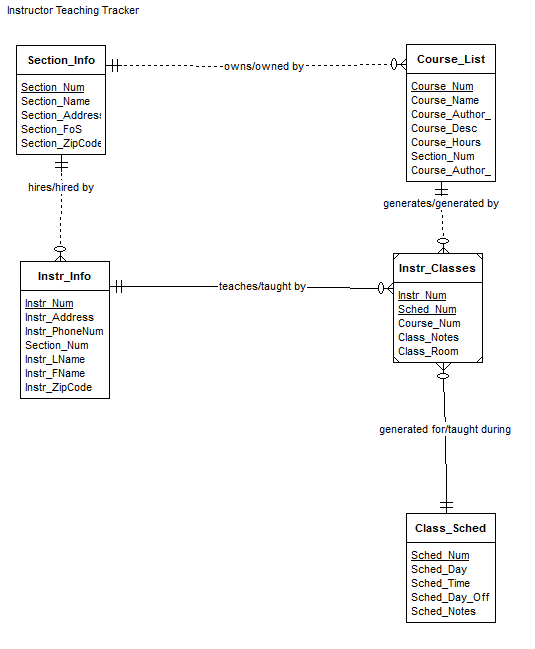 Instructor Teaching Tracker
Section_Info
Section_Num
Section_Name
Section_Address
Section_FoS
Section_ZipCode
owns/owned by
Course_List
Course_Num
Course_Name
Course_Author_
Course_Desc
Course_Hours
Section_Num
Course_Author_
hires/hired by
generates/generated by
Instr_Info
Instr_Num
Instr_Address
Instr_PhoneNum
Section_Num
Instr_LName
Instr_FName
Instr_ZipCode
teaches/taught by
Instr_Classes
Instr_Num
Sched_Num
Course_Num
Class_Notes
Class_Room
generated for/taught during
Class_Sched
Sched_Num
Sched_Day
Sched_Time
Sched_Day_Off
Sched_Notes